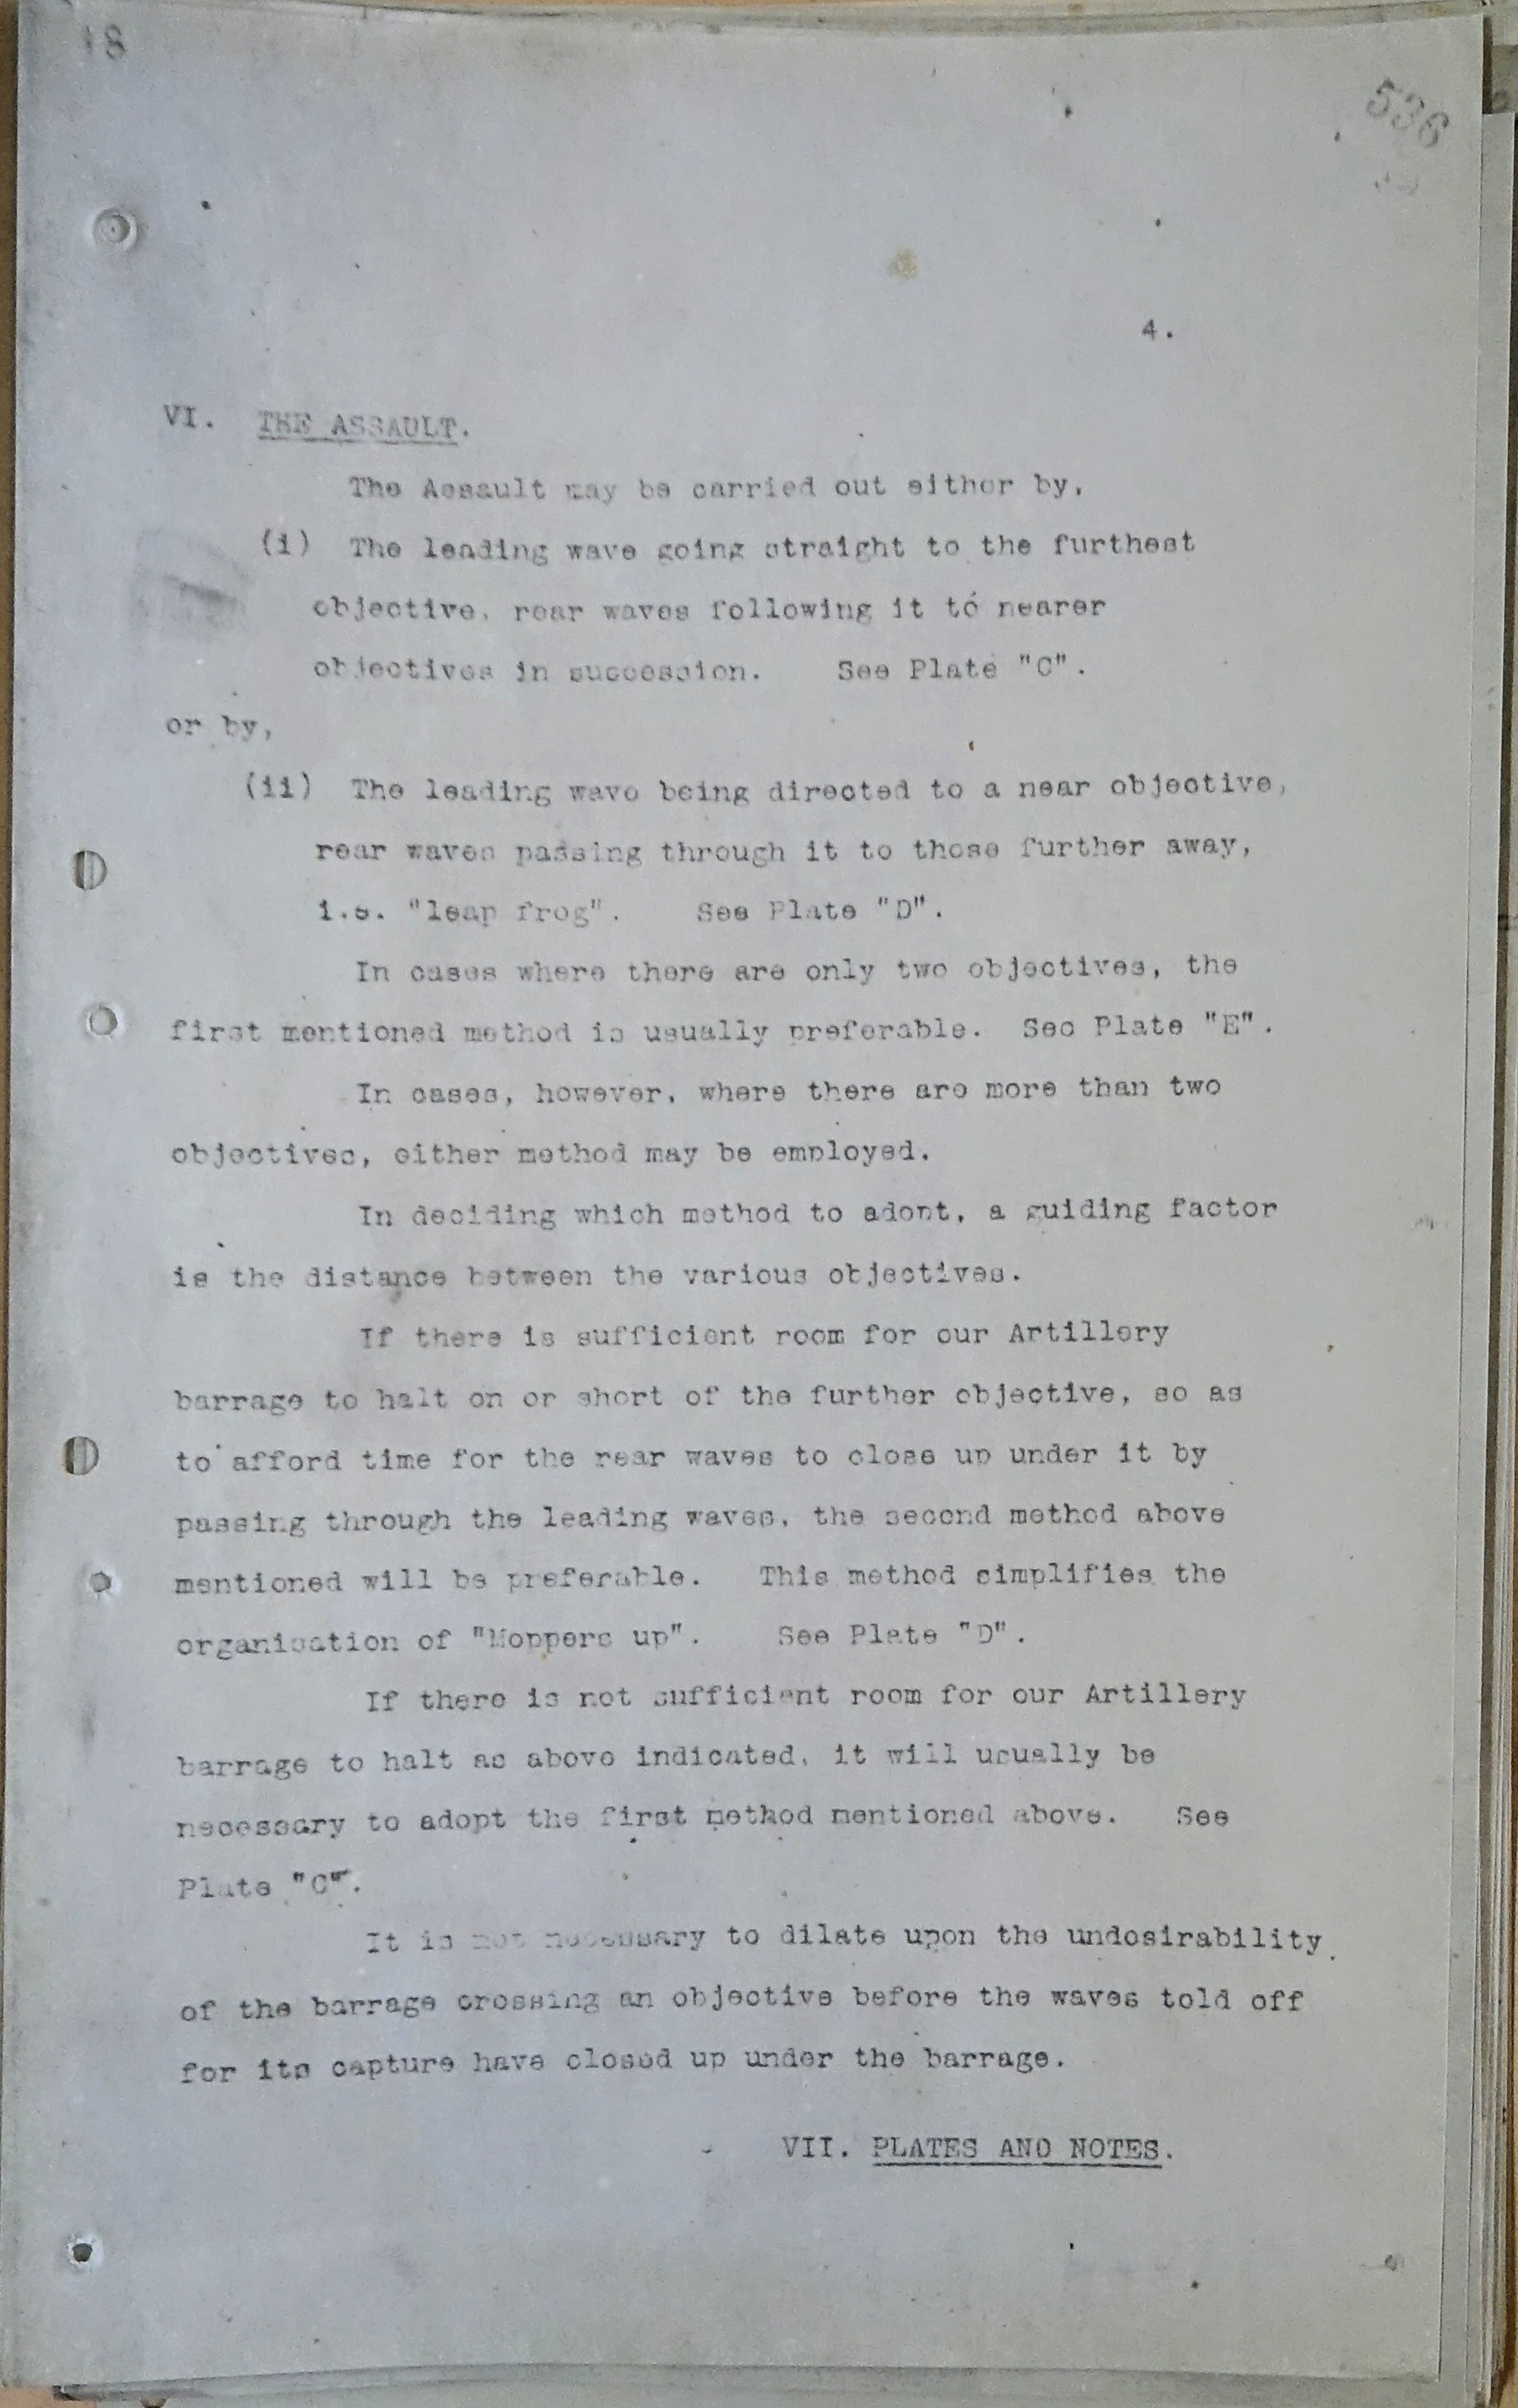 18
536
4.
VI. THE ASSAULT.
The Assault may be carried out either by,
(i) The leading wave going straight to the furthest
objective, rear waves following it to nearer
objectives in succession. See Plate "C".
or by,
(ii) The leading wave being directed to a near objective,
rear waves passing through it to those further away,
i.e. "leap frog". See Plate "D".
In cases where there are only two objectives, the
first mentioned method is usually preferable. See Plate "E".
In cases, however, where there are more than two
objectives, either method may be employed.
In deciding which method to adopt, a guiding factor
is the distance between the various objectives.
If there is sufficient room for our Artillery
barrage to halt on or short of the further objective, so as
to afford time for the rear waves to close up under it by
passing through the leading waves, the second method above
mentioned will be preferable. This method simplifies the
organisation of "Moppers up". See Plate "D".
If there is not sufficient room for our Artillery
barrage to halt as above indicated, it will usually be
necessary to adopt the first method mentioned above. See
Plate "C".
It is not necessary to dilate upon the undesirability
of the barrage crossing an objective before the waves told off
for its capture have closed up under the barrage.
VII. PLATES AND NOTES.